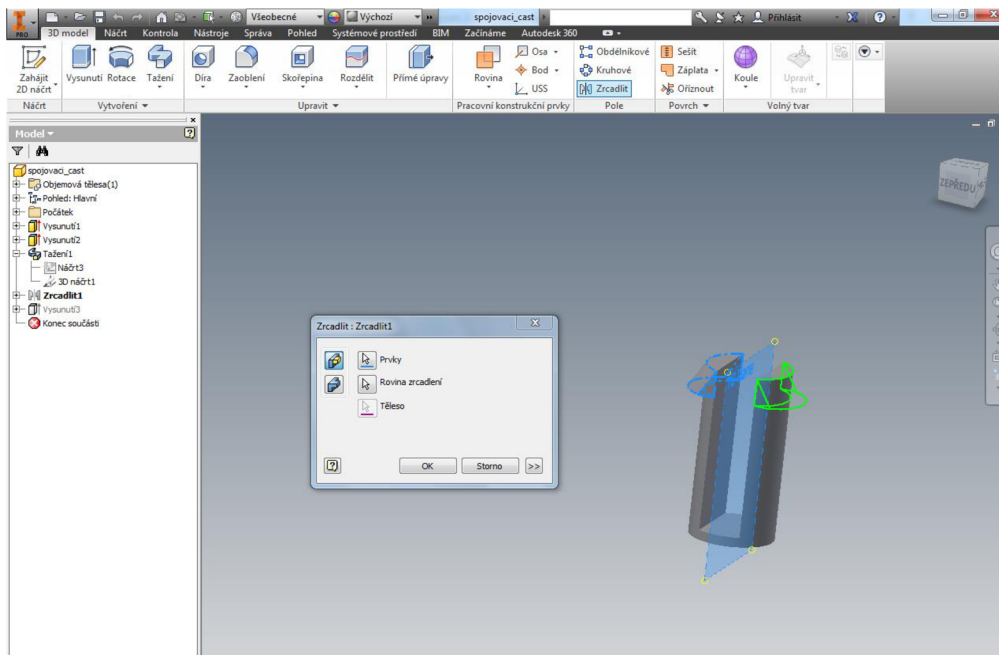 Všeobecné Výchozí spojovaci_cast Přihlásit
PRO 3D model Náčrt Kontrola Nástroje Správa Pohled Systémové prostředí BIM Začínáme Autodesk 360
Zahájit 2D náčrt Vysunutí Rotace Tažení Díra Zaoblení Skořepina Rozdělit Přímé úpravy Rovina Osa Obdélníkové Sešit Koule Upravit tvar
Bod Kruhové Záplata
USS Zrcadlit Oříznout
Náčrt Vytvoření Upravit Pracovní konstrukční prvky Pole Povrch Volný tvar
Model
spojovaci_cast
Objemová tělesa(1)
Pohled: Hlavní
Počátek
Vysunutí1
Vysunutí2
Tažení1
Náčrt3
3D náčrt1
Zrcadlit1
Vysunutí3
Konec součásti
ZEPŘEDU
Zrcadlit : Zrcadlit1
Prvky
Rovina zrcadlení
Těleso
OK Storno >>